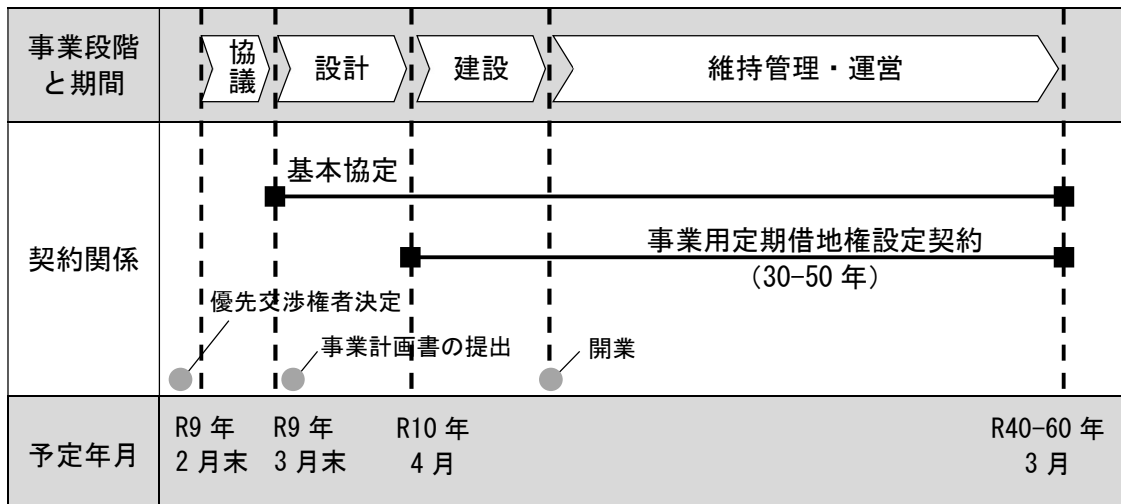 事業段階
と期間
協
議
設計
建設
維持管理・運営
契約関係
基本協定
事業用定期借地権設定契約
(30-50 年)
優先交渉権者決定
事業計画書の提出
開業
予定年月
R9 年
2 月末
R9 年
3 月末
R10 年
4 月
R40-60 年
3 月